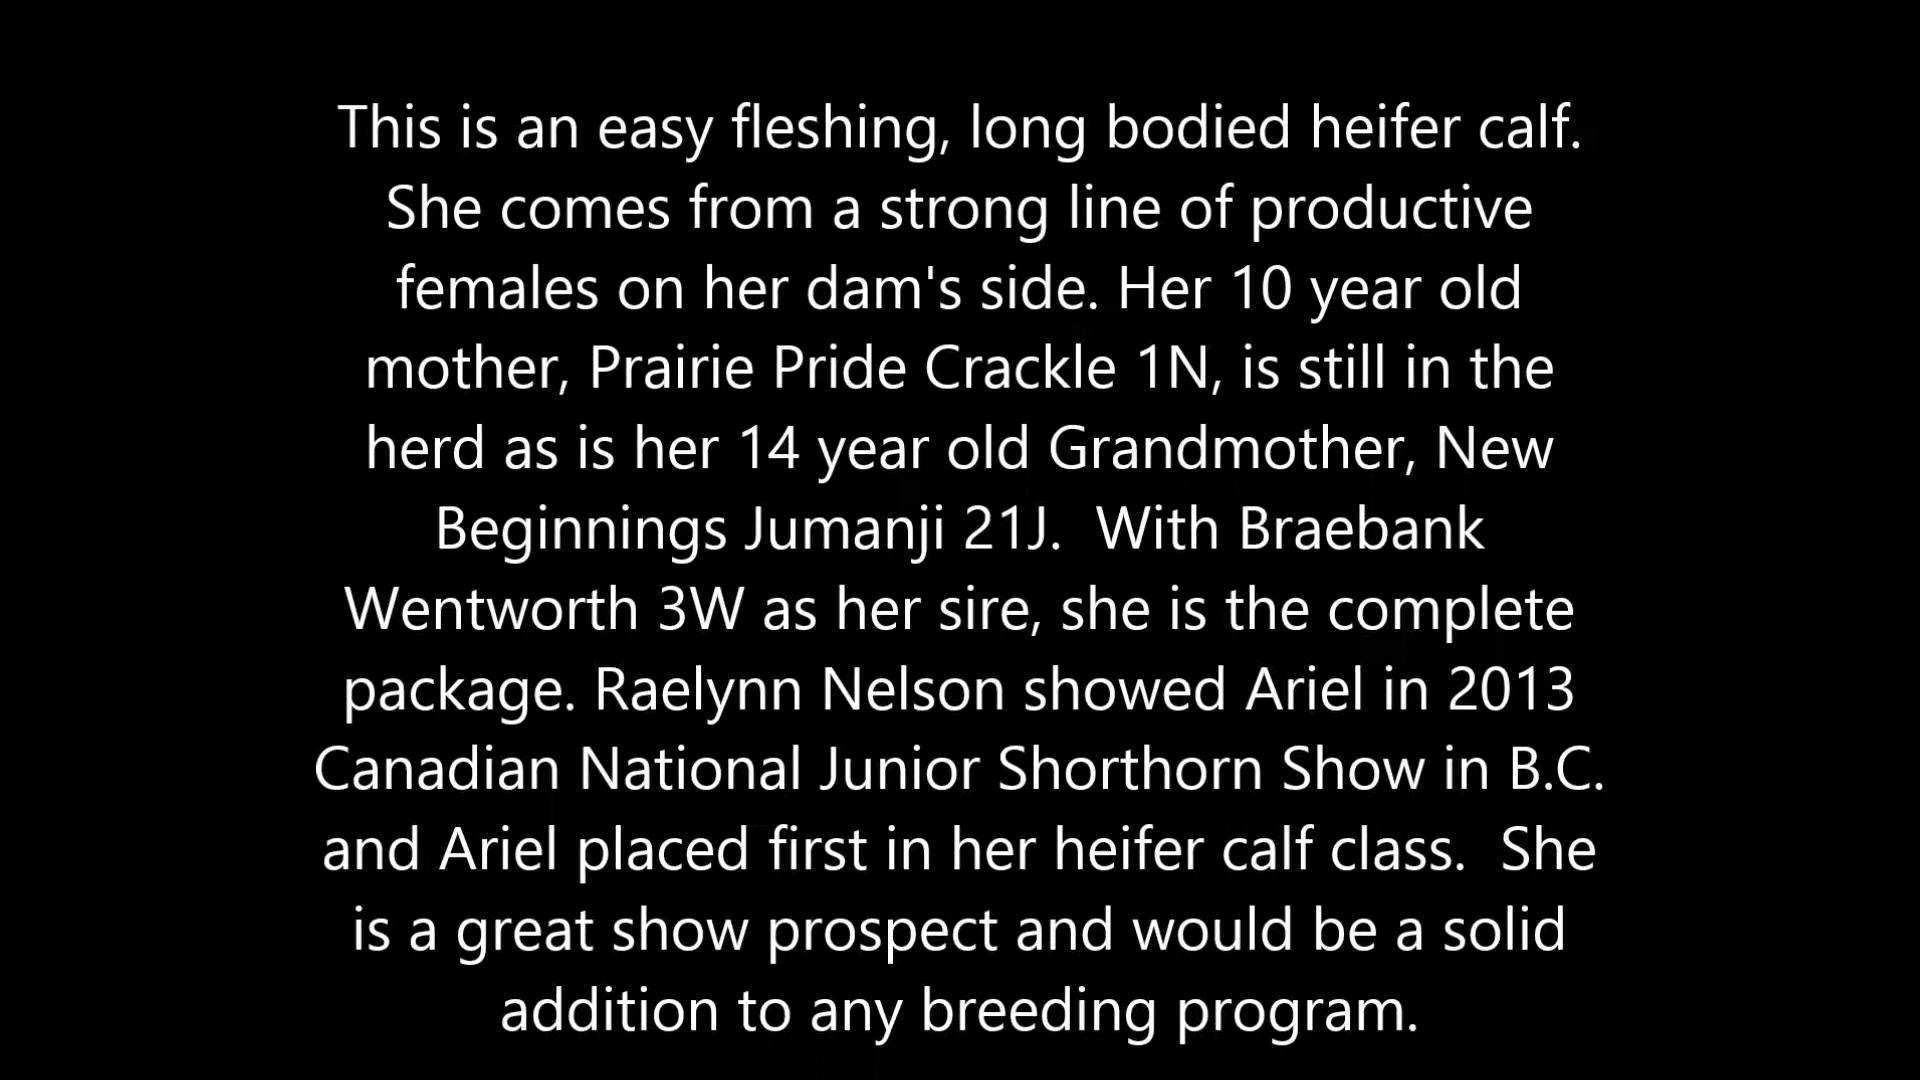 This is an easy fleshing, long bodied heifer calf.
She comes from a strong line of productive
females on her dam's side. Her 10 year old
mother, Prairie Pride Crackle 1N, is still in the
herd as is her 14 year old Grandmother, New
Beginnings Jumanji 21J.  With Braebank
Wentworth 3W as her sire, she is the complete
package. Raelynn Nelson showed Ariel in 2013
Canadian National Junior Shorthorn Show in B.C.
and Ariel placed first in her heifer calf class.  She
is a great show prospect and would be a solid
addition to any breeding program.